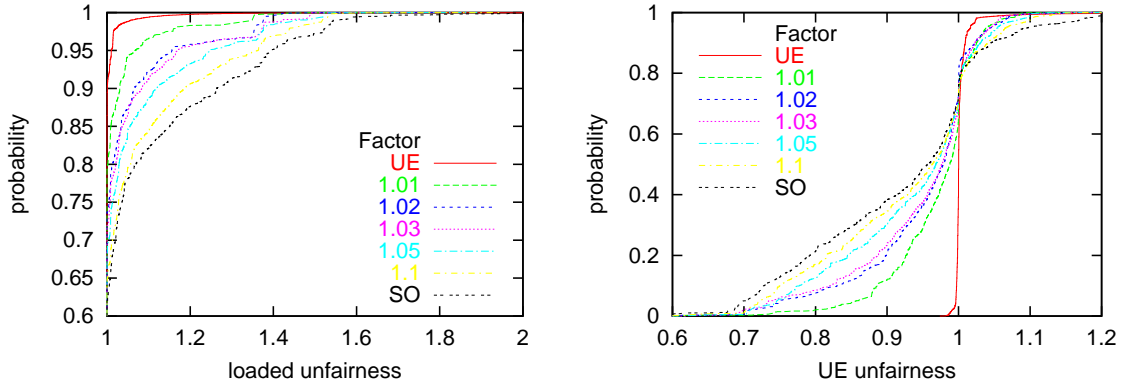 probability
1
0.95
0.9
0.85
0.8
0.75
0.7
0.65
0.6
1 1.2 1.4 1.6 1.8 2
loaded unfairness
Factor
UE
1.01
1.02
1.03
1.05
1.1
SO
probability
1
0.8
0.6
0.4
0.2
0
0.6 0.7 0.8 0.9 1 1.1 1.2
UE unfairness
Factor
UE
1.01
1.02
1.03
1.05
1.1
SO